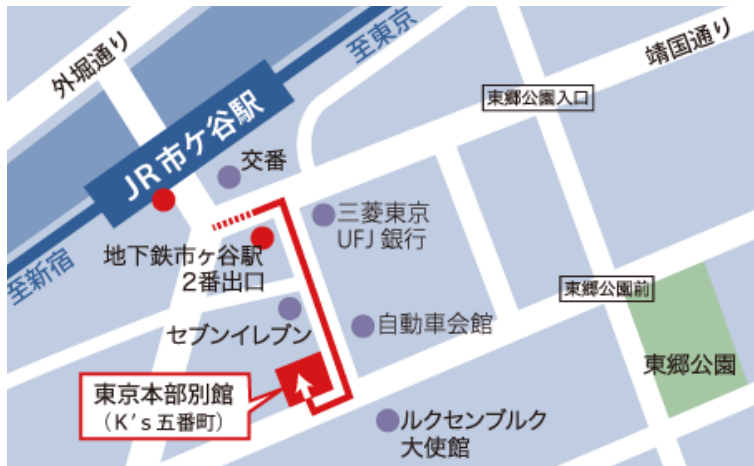 外堀通り
至東京
靖国通り
東郷公園入口
JR市ケ谷駅
交番
三菱東京
UFJ 銀行
地下鉄市ヶ谷駅
2番出口
至新宿
東郷公園前
セブンイレブン
自動車会館
東郷公園
東京本部別館
（K's 五番町）
ルクセンブルク
大使館